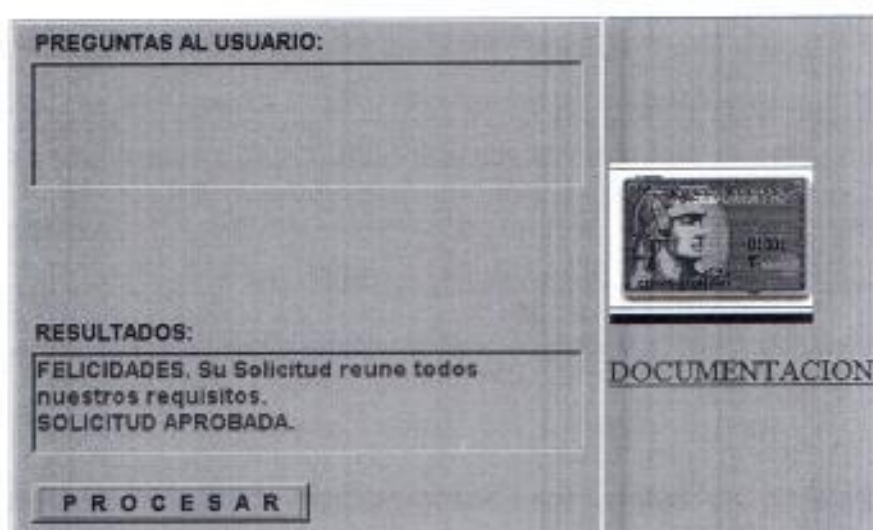 PREGUNTAS AL USUARIO:
RESULTADOS:
FELICIDADES. Su Solicitud reune todos
nuestros requisitos.
SOLICITUD APROBADA.
PROCESAR
DOCUMENTACION